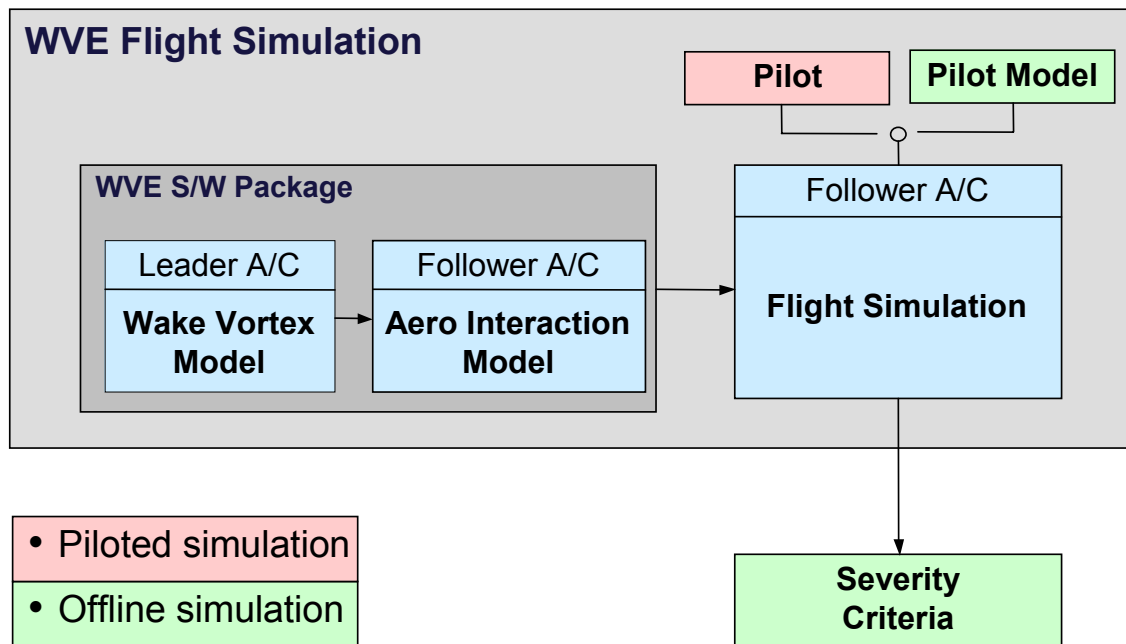 WVE Flight Simulation
Pilot
Pilot Model
WVE S/W Package
Leader A/C
Wake Vortex
Model
Follower A/C
Aero Interaction
Model
Follower A/C
Flight Simulation
• Piloted simulation
• Offline simulation
Severity
Criteria